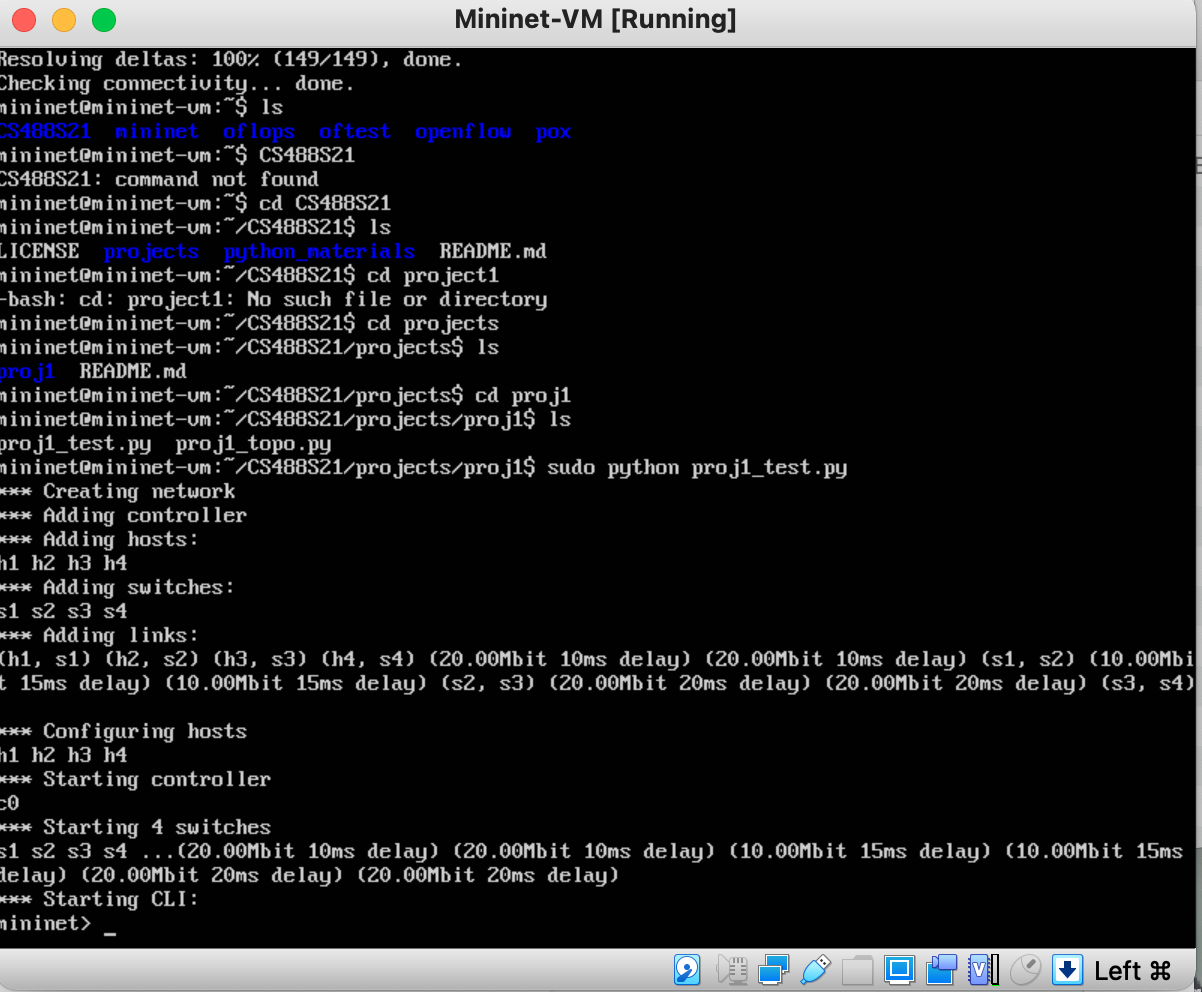 Mininet-VM [Running]
Resolving deltas: 100% (149/149), done.
Checking connectivity... done.
mininet@mininet-vm:~$ ls
CS488S21  mininet  oflops  oftest  openflow  pox
mininet@mininet-vm:~$ CS488S21
CS488S21: command not found
mininet@mininet-vm:~$ cd CS488S21
mininet@mininet-vm:~/CS488S21$ ls
LICENSE  projects  python_materials  README.md
mininet@mininet-vm:~/CS488S21$ cd project1
-bash: cd: project1: No such file or directory
mininet@mininet-vm:~/CS488S21$ cd projects
mininet@mininet-vm:~/CS488S21/projects$ ls
proj1  README.md
mininet@mininet-vm:~/CS488S21/projects$ cd proj1
mininet@mininet-vm:~/CS488S21/projects/proj1$ ls
proj1_test.py  proj1_topo.py
mininet@mininet-vm:~/CS488S21/projects/proj1$ sudo python proj1_test.py
*** Creating network
*** Adding controller
*** Adding hosts:
h1 h2 h3 h4
*** Adding switches:
s1 s2 s3 s4
*** Adding links:
(h1, s1) (h2, s2) (h3, s3) (h4, s4) (20.00Mbit 10ms delay) (20.00Mbit 10ms delay) (s1, s2) (10.00Mbi
t 15ms delay) (10.00Mbit 15ms delay) (s2, s3) (20.00Mbit 20ms delay) (20.00Mbit 20ms delay) (s3, s4)
*** Configuring hosts
h1 h2 h3 h4
*** Starting controller
c0
*** Starting 4 switches
s1 s2 s3 s4 ...(20.00Mbit 10ms delay) (20.00Mbit 10ms delay) (10.00Mbit 15ms delay) (10.00Mbit 15ms
delay) (20.00Mbit 20ms delay) (20.00Mbit 20ms delay)
*** Starting CLI:
mininet> _
Left ⌘